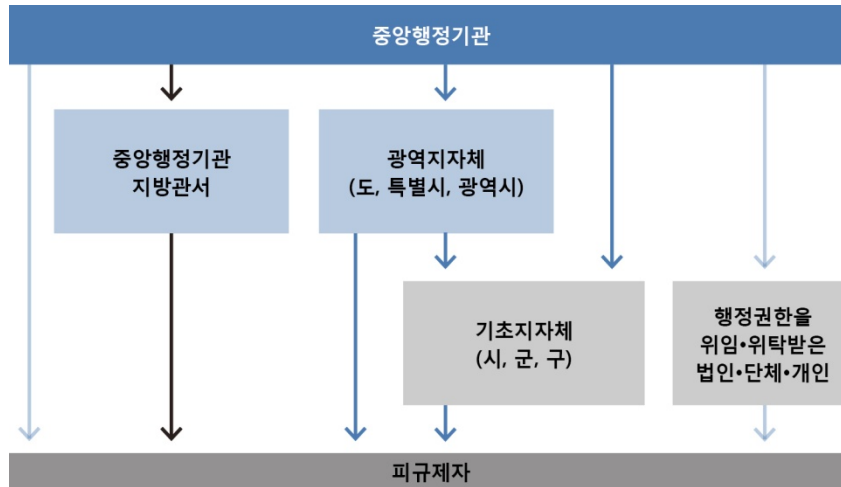 중앙행정기관
중앙행정기관
지방관서
광역지자체
(도, 특별시, 광역시)
기초지자체
(시, 군, 구)
행정권한을
위임•위탁받은
법인•단체•개인
피규제자